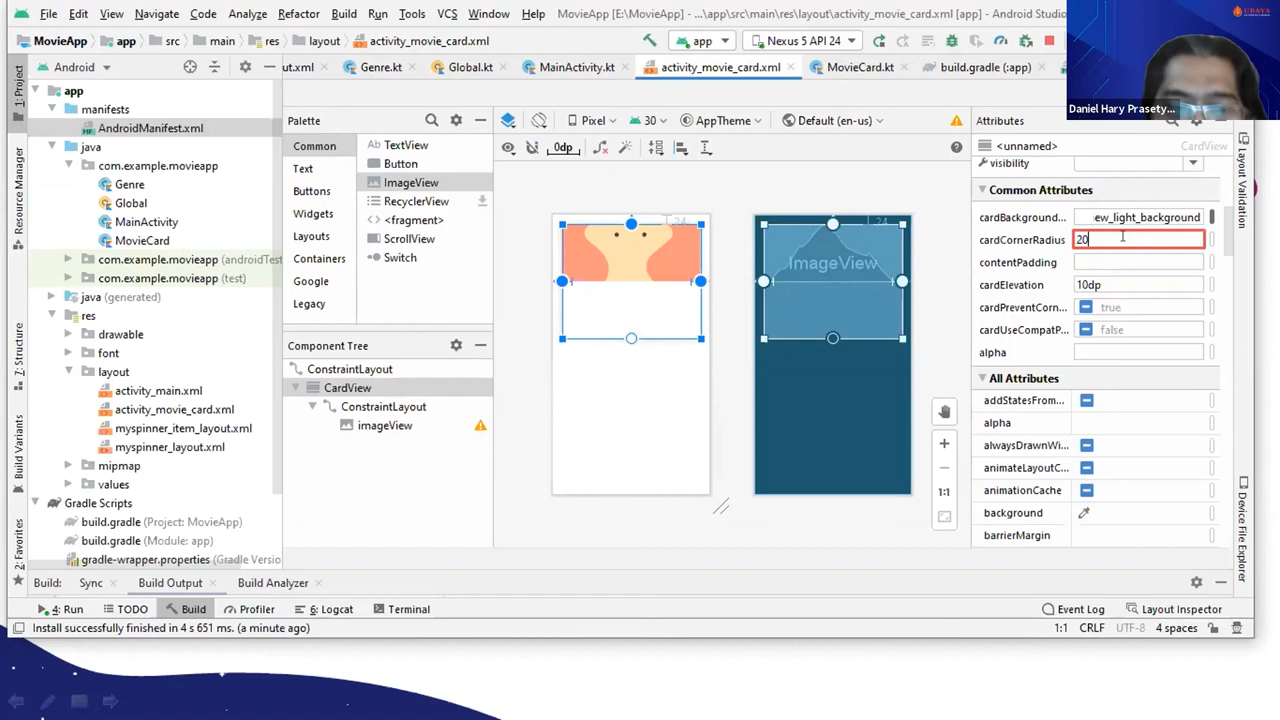 File Edit View Navigate Code Analyze Refactor Build Run Tools VCS Window Help MovieApp [E:\MovieApp] - ...\app\src\main\res\layout\activity_movie_card.xml [app] - Android Studio
UBAYA
MovieApp app src main res layout activity_movie_card.xml app Nexus 5 API 24
Android ut.xml Genre.kt Global.kt MainActivity.kt activity_movie_card.xml MovieCard.kt build.gradle (:app)
Daniel Hary Prasety...
1: Project
Resource Manager
7: Structure
Build Variants
2: Favorites
app
manifests
AndroidManifest.xml
java
com.example.movieapp
Genre
Global
MainActivity
MovieCard
com.example.movieapp (androidTest
com.example.movieapp (test)
java (generated)
res
drawable
font
layout
activity_main.xml
activity_movie_card.xml
myspinner_item_layout.xml
myspinner_layout.xml
mipmap
values
Gradle Scripts
build.gradle (Project: MovieApp)
build.gradle (Module: app)
gradle-wrapper.properties (Gradle Versio
Palette
Common
Text
Buttons
Widgets
Layouts
Containers
Google
Legacy
Ab TextView
Button
ImageView
RecyclerView
<fragment>
ScrollView
Switch
Component Tree
ConstraintLayout
CardView
ConstraintLayout
imageView
Pixel 30 AppTheme Default (en-us)
0dp
24
24
ImageView
1:1
Attributes
<unnamed> CardView
visibility
Common Attributes
cardBackground... ew_light_background
cardCornerRadius 20
contentPadding
cardElevation 10dp
cardPreventCorn... true
cardUseCompatP... false
alpha
All Attributes
addStatesFrom...
alpha
alwaysDrawnWi...
animateLayoutC...
animationCache
background
barrierMargin
Layout Validation
Device File Explorer
Build: Sync Build Output Build Analyzer
4: Run TODO Build Profiler 6: Logcat Terminal Event Log Layout Inspector
Install successfully finished in 4 s 651 ms. (a minute ago) 1:1 CRLF UTF-8 4 spaces